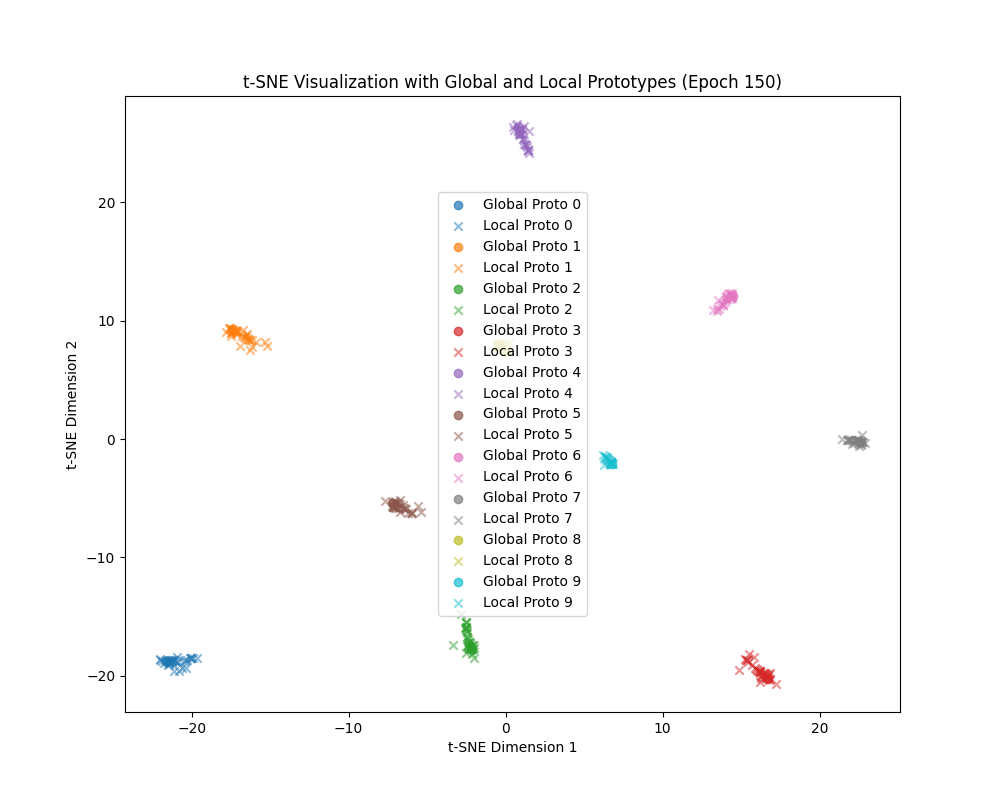 t-SNE Visualization with Global and Local Prototypes (Epoch 150)
t-SNE Dimension 2
20
10
0
−10
−20
Global Proto 0
Local Proto 0
Global Proto 1
Local Proto 1
Global Proto 2
Local Proto 2
Global Proto 3
Local Proto 3
Global Proto 4
Local Proto 4
Global Proto 5
Local Proto 5
Global Proto 6
Local Proto 6
Global Proto 7
Local Proto 7
Global Proto 8
Local Proto 8
Global Proto 9
Local Proto 9
−20
−10
0
10
20
t-SNE Dimension 1